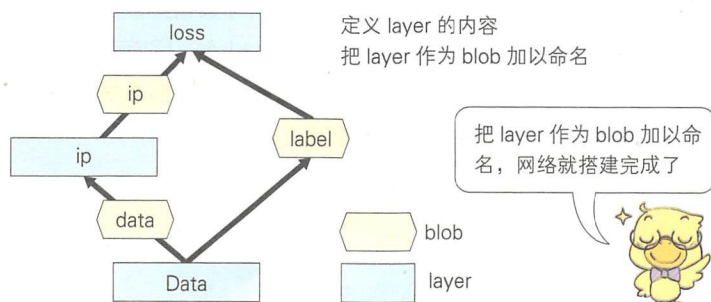 loss
定义 layer 的内容
把 layer 作为 blob 加以命名
ip
label
把 layer 作为 blob 加以命
名，网络就搭建完成了
ip
data
blob
Data
layer